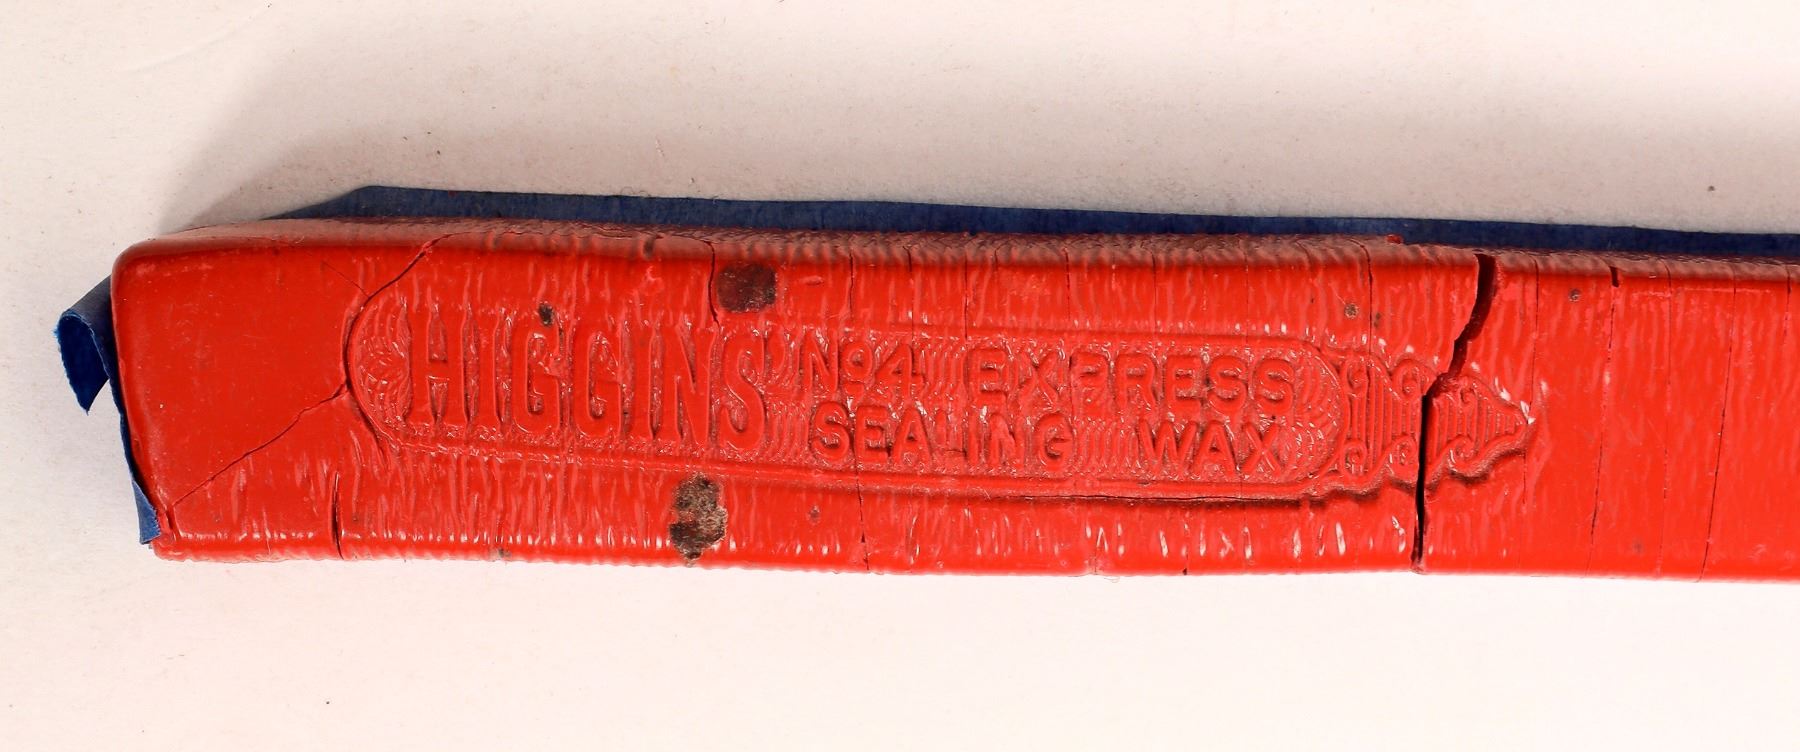 HIGGINS
Nº4 EXPRESS
SEALING WAX